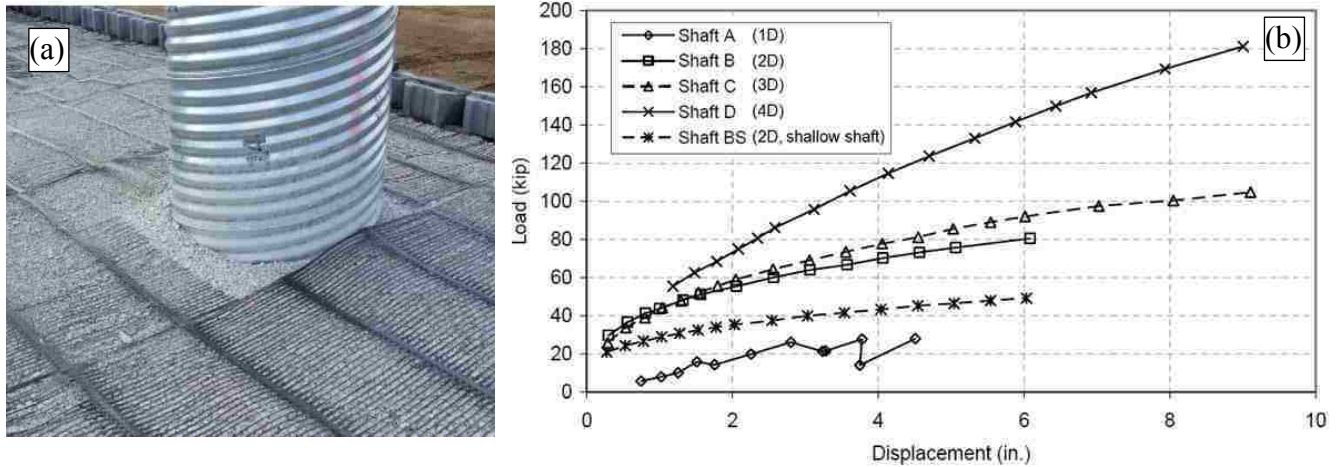 (a)
(b)
Load (kip)
200
180
160
140
120
100
80
60
40
20
0
Shaft A (1D)
Shaft B (2D)
Shaft C (3D)
Shaft D (4D)
Shaft BS (2D, shallow shaft)
0 2 4 6 8 10
Displacement (in.)